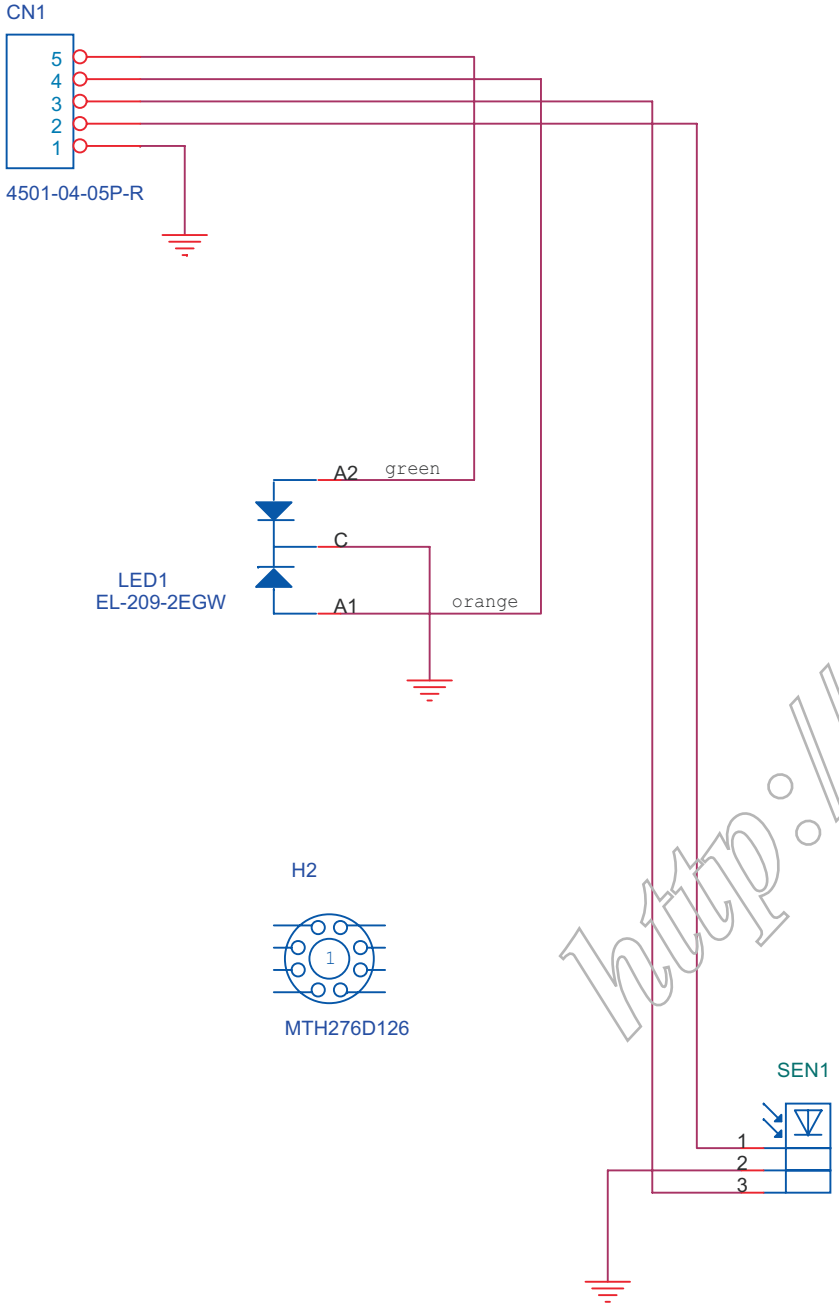 CN1
5
4
3
2
1
4501-04-05P-R
A2 green
C
LED1
EL-209-2EGW
A1 orange
http://
H2
1
MTH276D126
SEN1
1
2
3